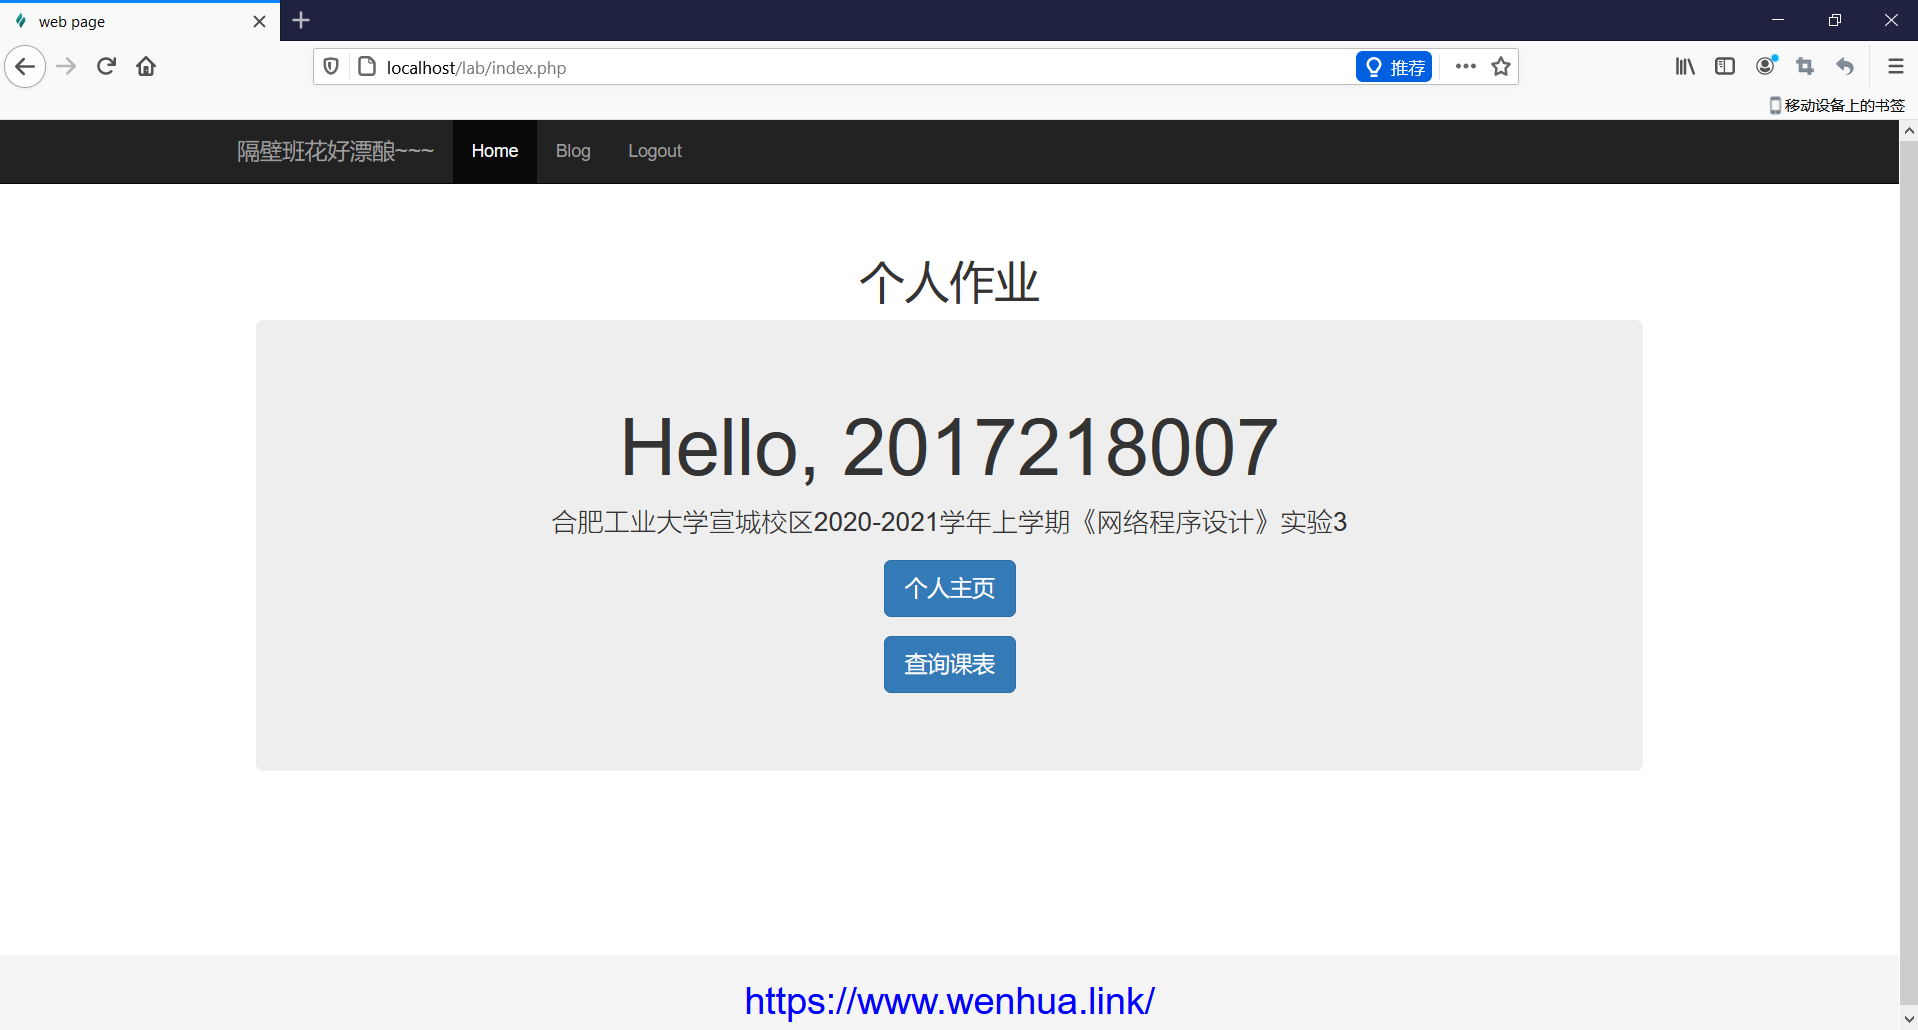 web page
localhost/lab/index.php
推荐
移动设备上的书签
隔壁班花好漂酿~~~ Home Blog Logout
个人作业
Hello, 2017218007
合肥工业大学宣城校区2020-2021学年上学期《网络程序设计》实验3
个人主页
查询课表
https://www.wenhua.link/